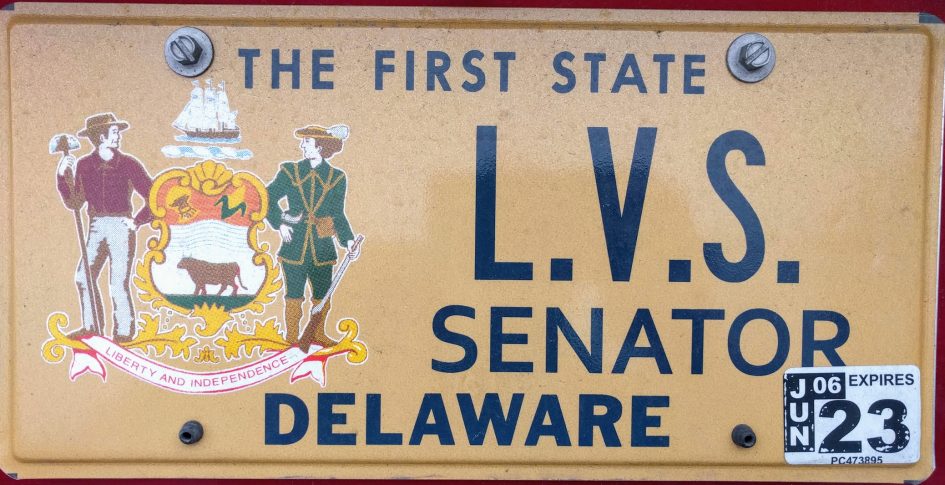 THE FIRST STATE
L.V.S.
SENATOR
LIBERTY AND INDEPENDENCE
DELAWARE
JUN 06 EXPIRES
23
PC473895